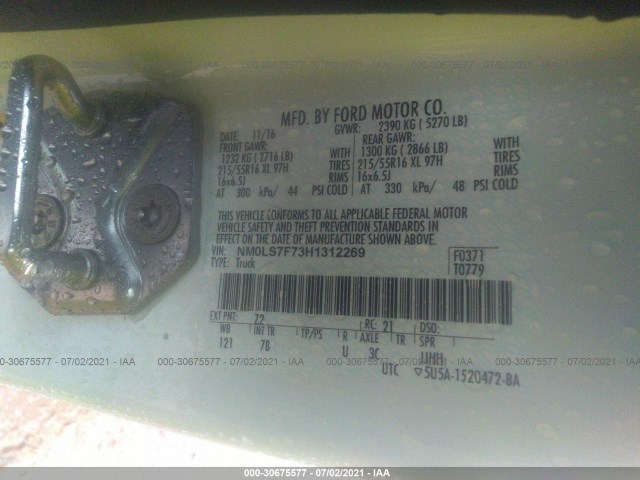 000-30675577 - 07/02/2021 - IAA
MFD. BY FORD MOTOR CO.
DATE: 11/16
GVWR: 2390 KG ( 5270 LB)
FRONT GAWR:
1232 KG (2716 LB)
215/55R16 XL 97H
16x6.5J
AT 300 kPa/ 44 PSI COLD
WITH
TIRES
RIMS
REAR GAWR:
1300 KG ( 2866 LB)
215/55R16 XL 97H
16x6.5J
AT 330 kPa/ 48 PSI COLD
WITH
TIRES
RIMS
THIS VEHICLE CONFORMS TO ALL APPLICABLE FEDERAL MOTOR
VEHICLE SAFETY AND THEFT PREVENTION STANDARDS
IN EFFECT ON THE DATE OF MANUFACTURE SHOWN ABOVE.
VIN: NM0LS7F73H1312269
TYPE: Truck
F0371
T0779
EXT PNT: Z2 RC: 21 DSO:
WB INT TR TP/PS R AXLE TR SPR
121 7B U 3C JJNH
UTC ▽5U5A-1520472-BA
000-30675577 - 07/02/2021 - IAA
000-30675577 - 07/02/2021 - IAA